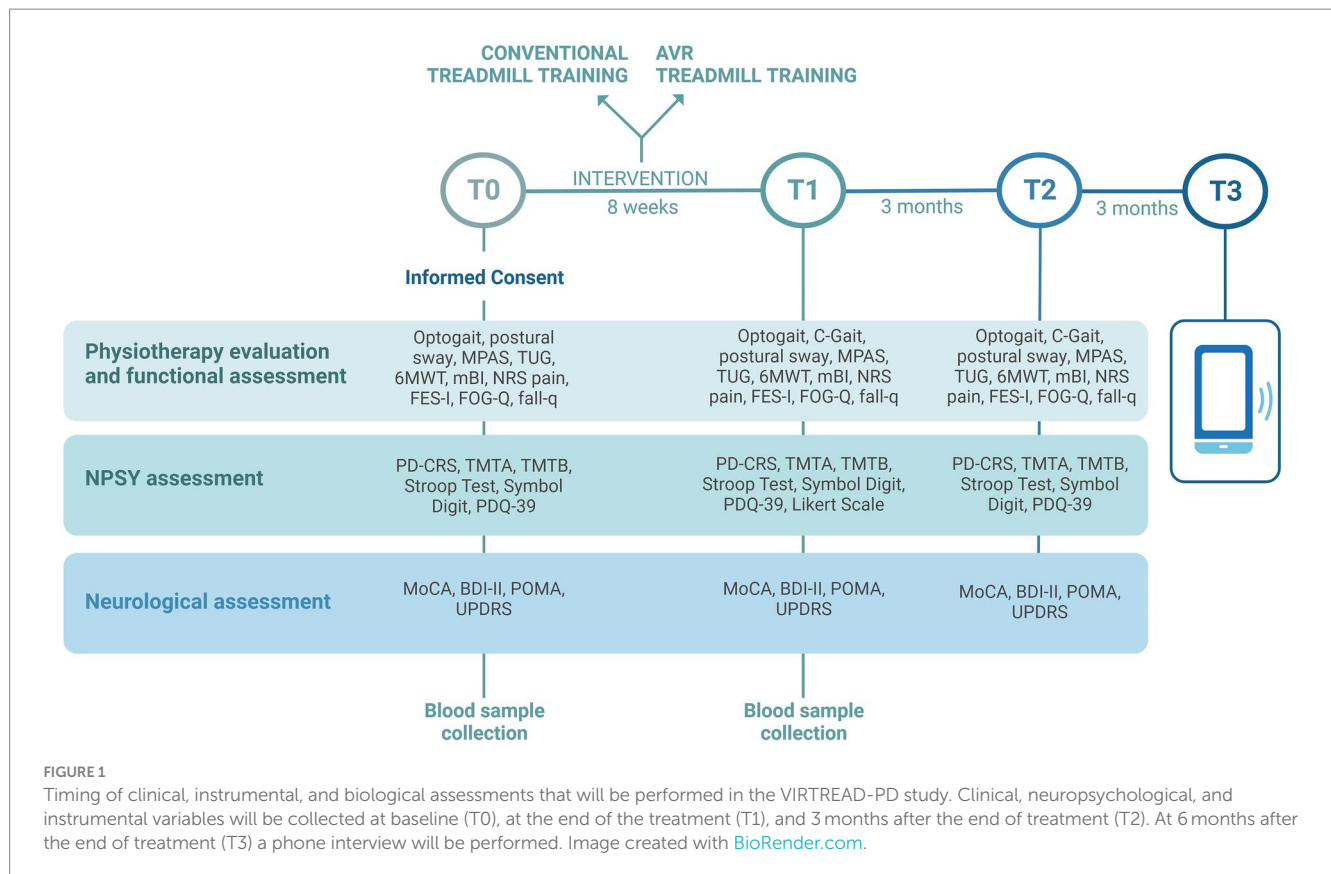 CONVENTIONAL
TREADMILL TRAINING
AVR
TREADMILL TRAINING
T0
INTERVENTION
8 weeks
T1
3 months
T2
3 months
T3
Informed Consent
Physiotherapy evaluation
and functional assessment
Optogait, postural
sway, MPAS, TUG,
6MWT, mBI, NRS pain,
FES-I, FOG-Q, fall-q
Optogait, C-Gait,
postural sway, MPAS,
TUG, 6MWT, mBI, NRS
pain, FES-I, FOG-Q, fall-q
Optogait, C-Gait,
postural sway, MPAS,
TUG, 6MWT, mBI, NRS
pain, FES-I, FOG-Q, fall-q
NPSY assessment
PD-CRS, TMTA, TMTB,
Stroop Test, Symbol
Digit, PDQ-39
PD-CRS, TMTA, TMTB,
Stroop Test, Symbol Digit,
PDQ-39, Likert Scale
PD-CRS, TMTA, TMTB,
Stroop Test, Symbol
Digit, PDQ-39
Neurological assessment
MoCA, BDI-II, POMA,
UPDRS
MoCA, BDI-II, POMA,
UPDRS
MoCA, BDI-II, POMA,
UPDRS
Blood sample
collection
Blood sample
collection
FIGURE 1
Timing of clinical, instrumental, and biological assessments that will be performed in the VIRTREAD-PD study. Clinical, neuropsychological, and
instrumental variables will be collected at baseline (T0), at the end of the treatment (T1), and 3 months after the end of treatment (T2). At 6 months after
the end of treatment (T3) a phone interview will be performed. Image created with BioRender.com.